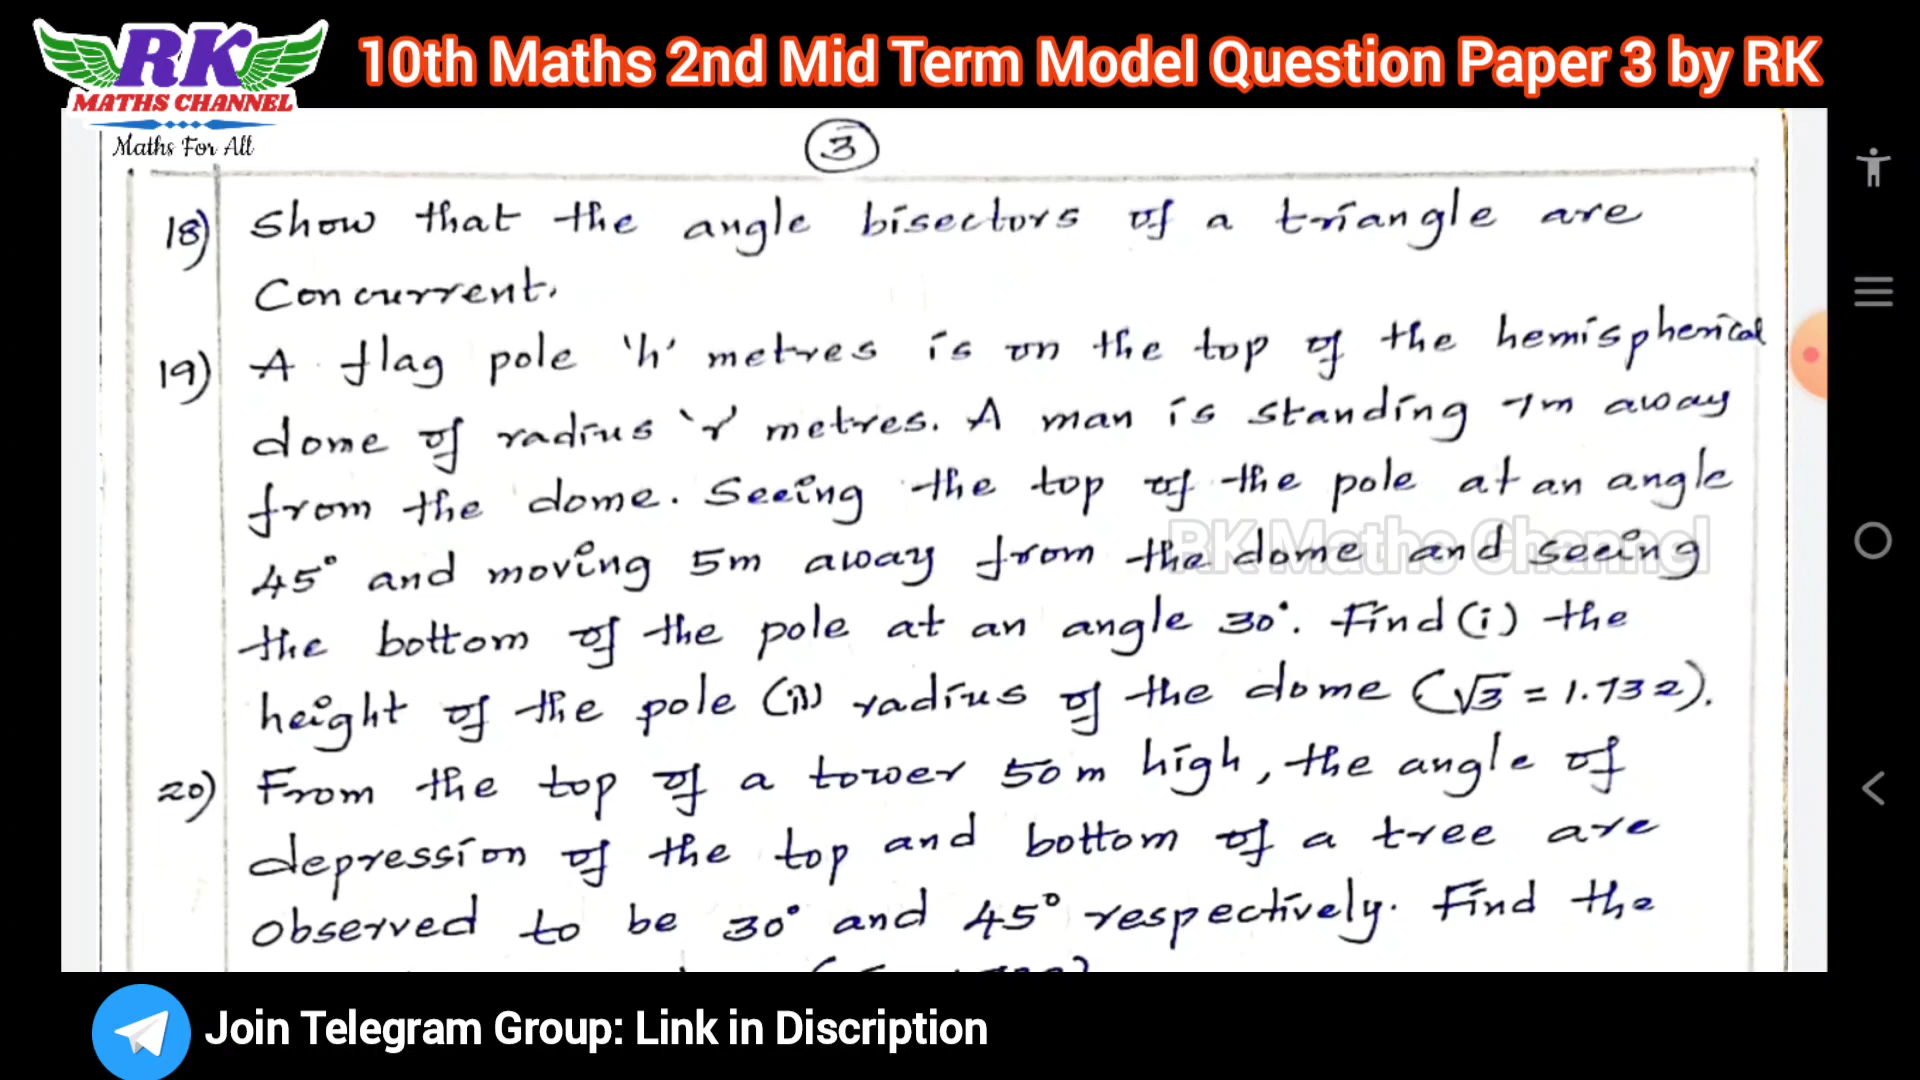 RK
MATHS CHANNEL
Maths For All
10th Maths 2nd Mid Term Model Question Paper 3 by RK
3
18) Show that the angle bisectors of a triangle are
Concurrent.
19) A flag pole 'h' metres is on the top of the hemispherical
dome of radius 'r' metres. A man is standing 7m away
from the dome. Seeing the top of the pole at an angle
45° and moving 5m away from the dome and seeing
RK Maths Channel
the bottom of the pole at an angle 30°. Find (i) the
height of the pole (ii) radius of the dome (√3 = 1.732).
20) From the top of a tower 50m high, the angle of
depression of the top and bottom of a tree are
observed to be 30° and 45° respectively. Find the
Join Telegram Group: Link in Discription